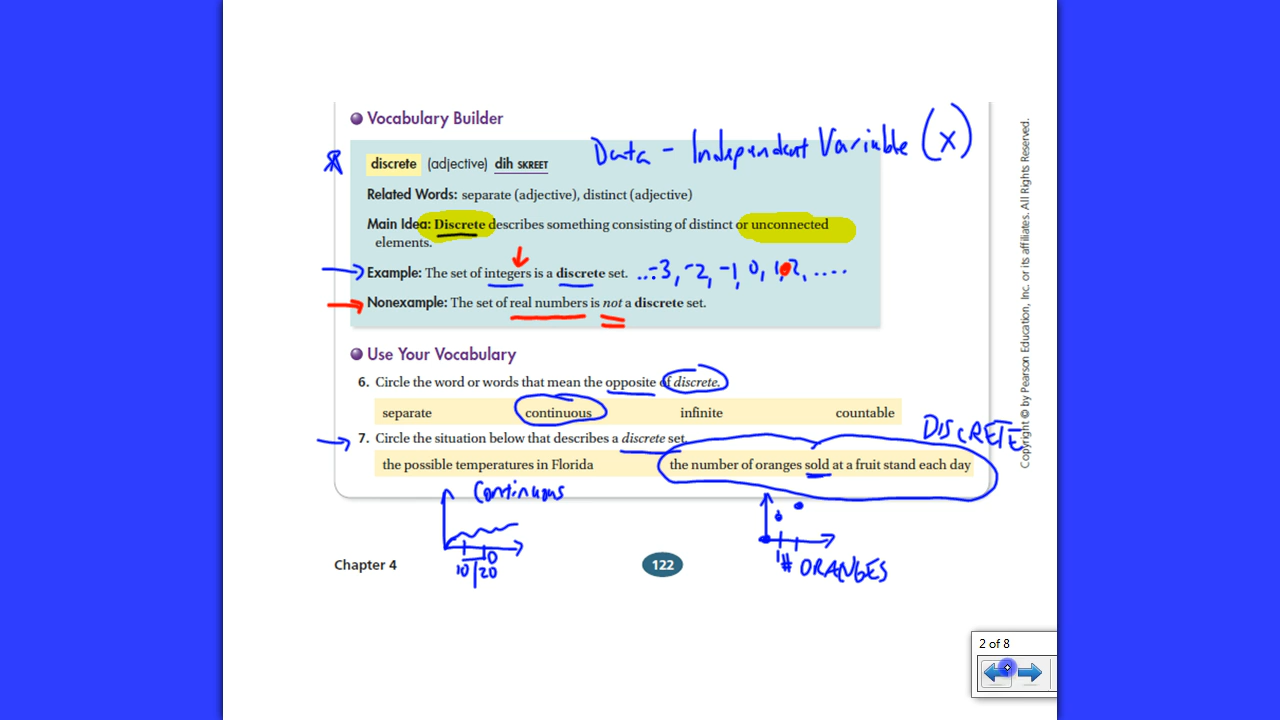 Vocabulary Builder
Data - Independent Variable (x)
discrete (adjective) dih SKREET
Related Words: separate (adjective), distinct (adjective)
Main Idea: Discrete describes something consisting of distinct or unconnected
elements.
Example: The set of integers is a discrete set. ...-3, -2, -1, 0, 1, 2, ....
Nonexample: The set of real numbers is not a discrete set.
Use Your Vocabulary
6. Circle the word or words that mean the opposite of discrete.
separate continuous infinite countable
DISCRETE
7. Circle the situation below that describes a discrete set.
the possible temperatures in Florida the number of oranges sold at a fruit stand each day
Continuous
10 20
1 # ORANGES
Chapter 4 122
Copyright © by Pearson Education, Inc. or its affiliates. All Rights Reserved.
2 of 8